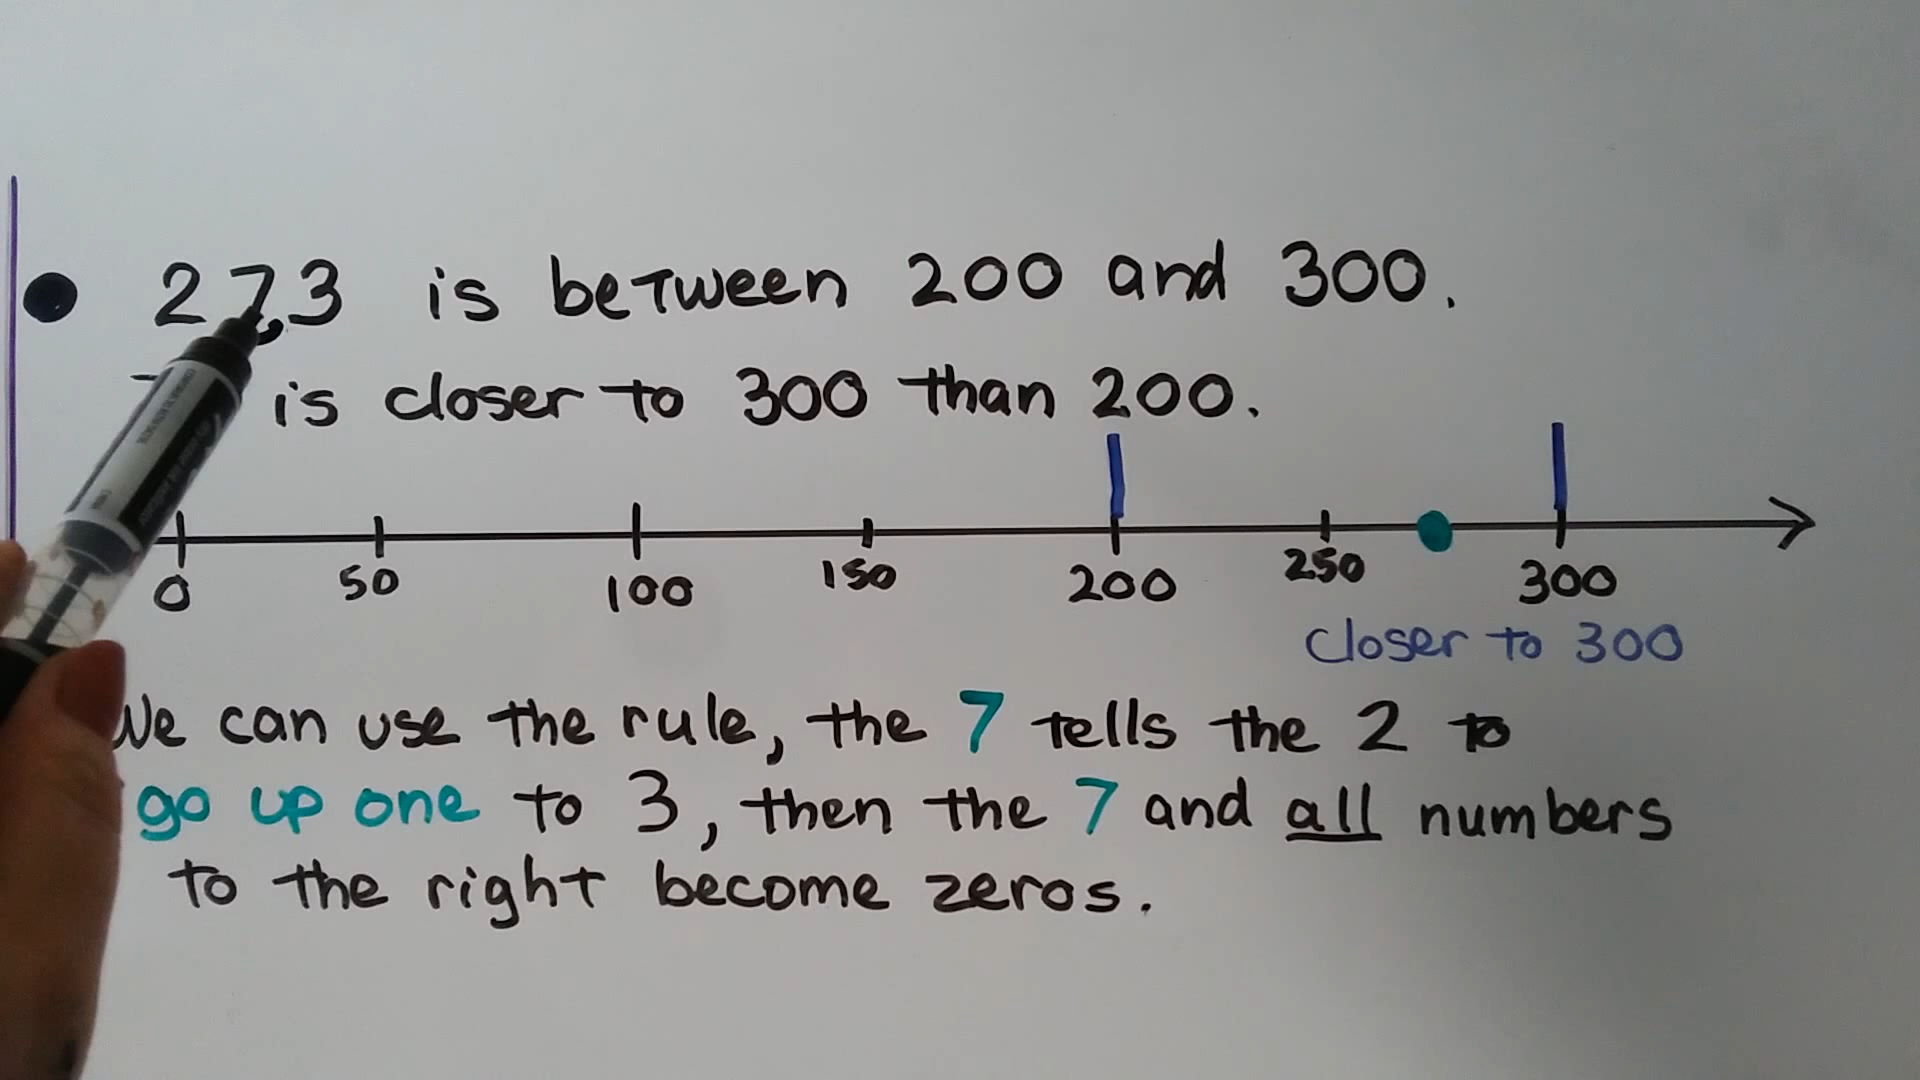 273 is between 200 and 300.
is closer to 300 than 200.
0 50 100 150 200 250 300
closer to 300
We can use the rule, the 7 tells the 2 to
go up one to 3, then the 7 and all numbers
to the right become zeros.